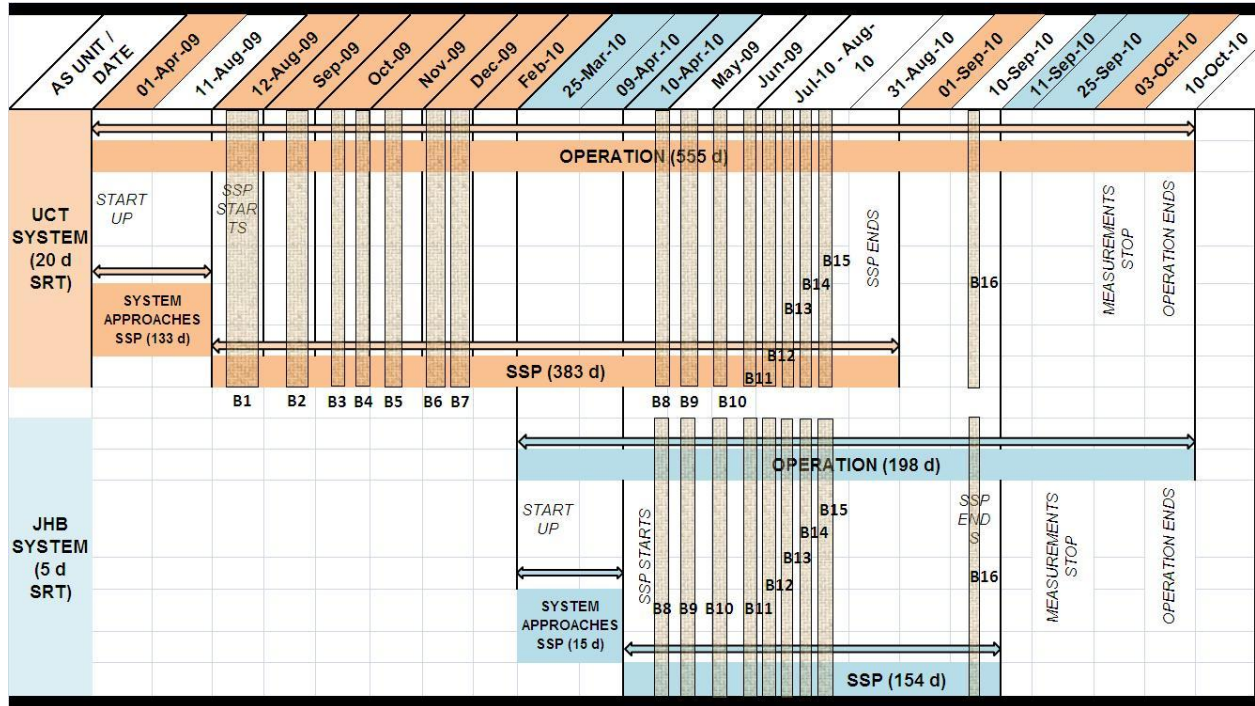 AS UNIT /
DATE
01-Apr-09
11-Aug-09
12-Aug-09
Sep-09
Oct-09
Nov-09
Dec-09
Feb-10
25-Mar-10
09-Apr-10
10-Apr-10
May-09
Jun-09
Jul-10 - Aug-
10
31-Aug-10
01-Sep-10
10-Sep-10
11-Sep-10
25-Sep-10
03-Oct-10
10-Oct-10
OPERATION (555 d)
UCT
SYSTEM
(20 d
SRT)
START
UP
SSP
STAR
TS
SSP ENDS
MEASUREMENTS
STOP
OPERATION ENDS
B15
B14
B13
B16
SYSTEM
APPROACHES
SSP (133 d)
B12
B11
SSP (383 d)
B1
B2
B3
B4
B5
B6
B7
B8
B9
B10
OPERATION (198 d)
JHB
SYSTEM
(5 d
SRT)
START
UP
SSP STARTS
SSP
END
S
MEASUREMENTS
STOP
OPERATION ENDS
B15
B14
B13
B12
B16
B8
B9
B10
B11
SYSTEM
APPROACHES
SSP (15 d)
SSP (154 d)